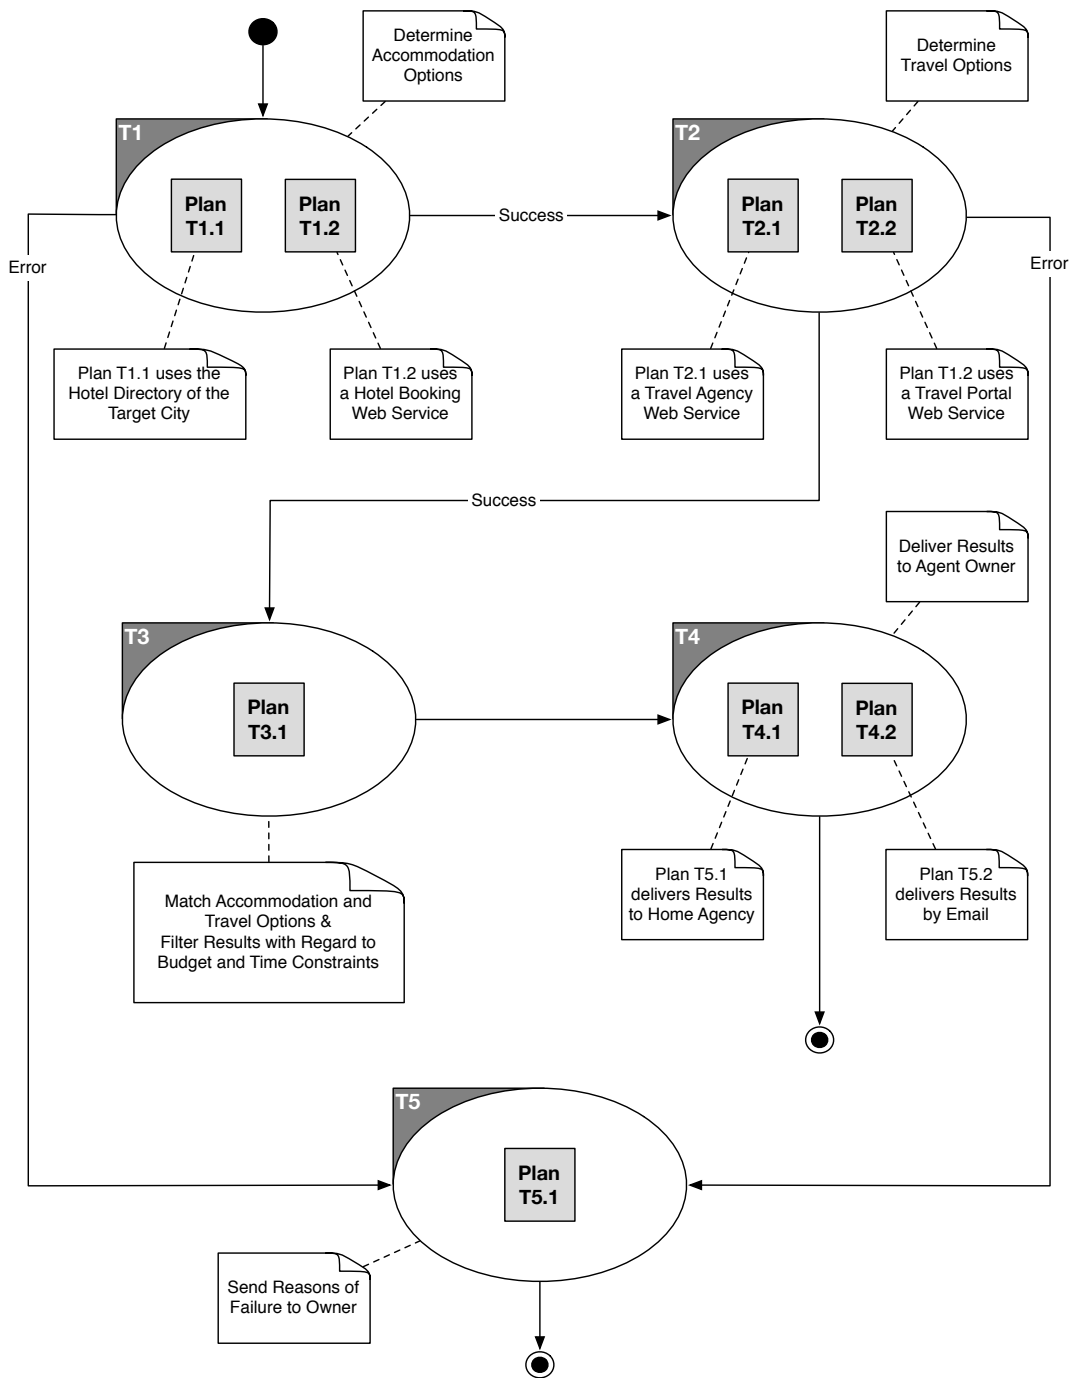 Determine
Accommodation
Options
Determine
Travel Options
T1
T2
Plan
T1.1
Plan
T1.2
Success
Plan
T2.1
Plan
T2.2
Error
Error
Plan T1.1 uses the
Hotel Directory of the
Target City
Plan T1.2 uses
a Hotel Booking
Web Service
Plan T2.1 uses
a Travel Agency
Web Service
Plan T1.2 uses
a Travel Portal
Web Service
Success
Deliver Results
to Agent Owner
T3
T4
Plan
T3.1
Plan
T4.1
Plan
T4.2
Match Accommodation and
Travel Options &
Filter Results with Regard to
Budget and Time Constraints
Plan T5.1
delivers Results
to Home Agency
Plan T5.2
delivers Results
by Email
T5
Plan
T5.1
Send Reasons of
Failure to Owner